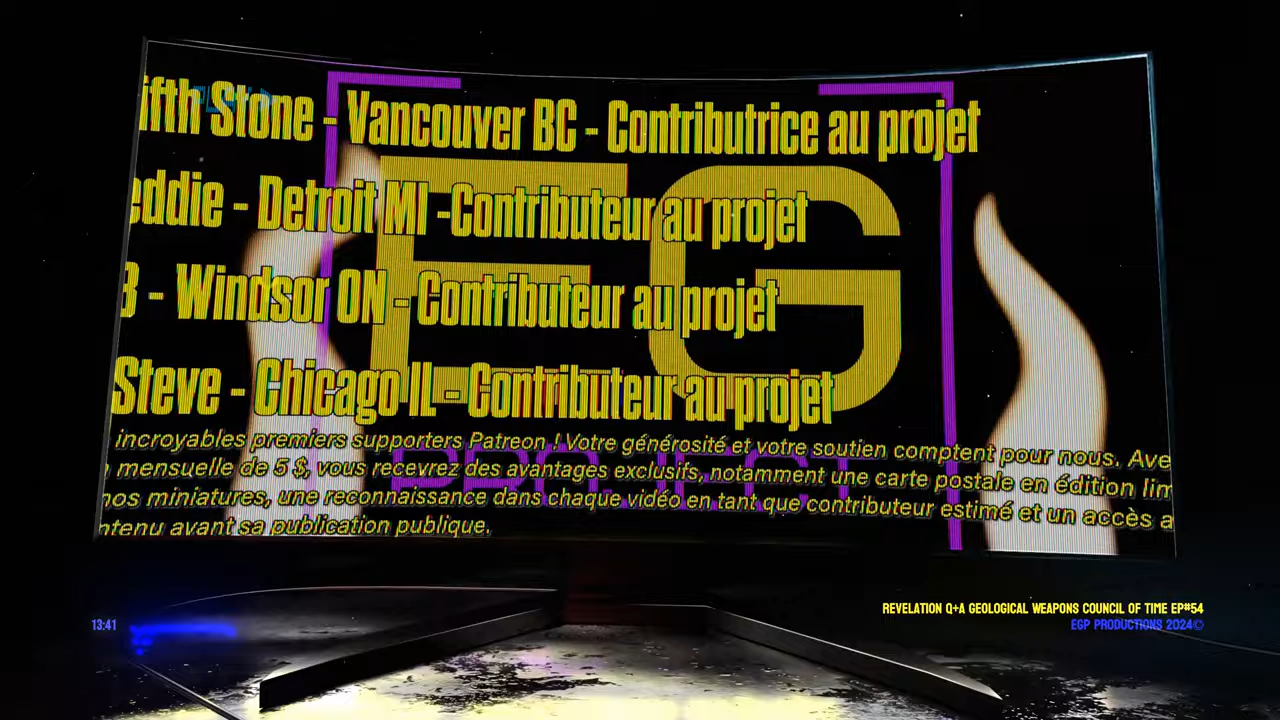 ifth Stone - Vancouver BC - Contributrice au projet
eddie - Detroit MI -Contributeur au projet
B - Windsor ON - Contributeur au projet
Steve - Chicago IL - Contributeur au projet
EG
PROJECT
incroyables premiers supporters Patreon ! Votre générosité et votre soutien comptent pour nous. Ave
mensuelle de 5 $, vous recevrez des avantages exclusifs, notamment une carte postale en édition lim
nos miniatures, une reconnaissance dans chaque vidéo en tant que contributeur estimé et un accès a
ntenu avant sa publication publique.
13:41
REVELATION Q+A GEOLOGICAL WEAPONS COUNCIL OF TIME EP#54
EGP PRODUCTIONS 2024©